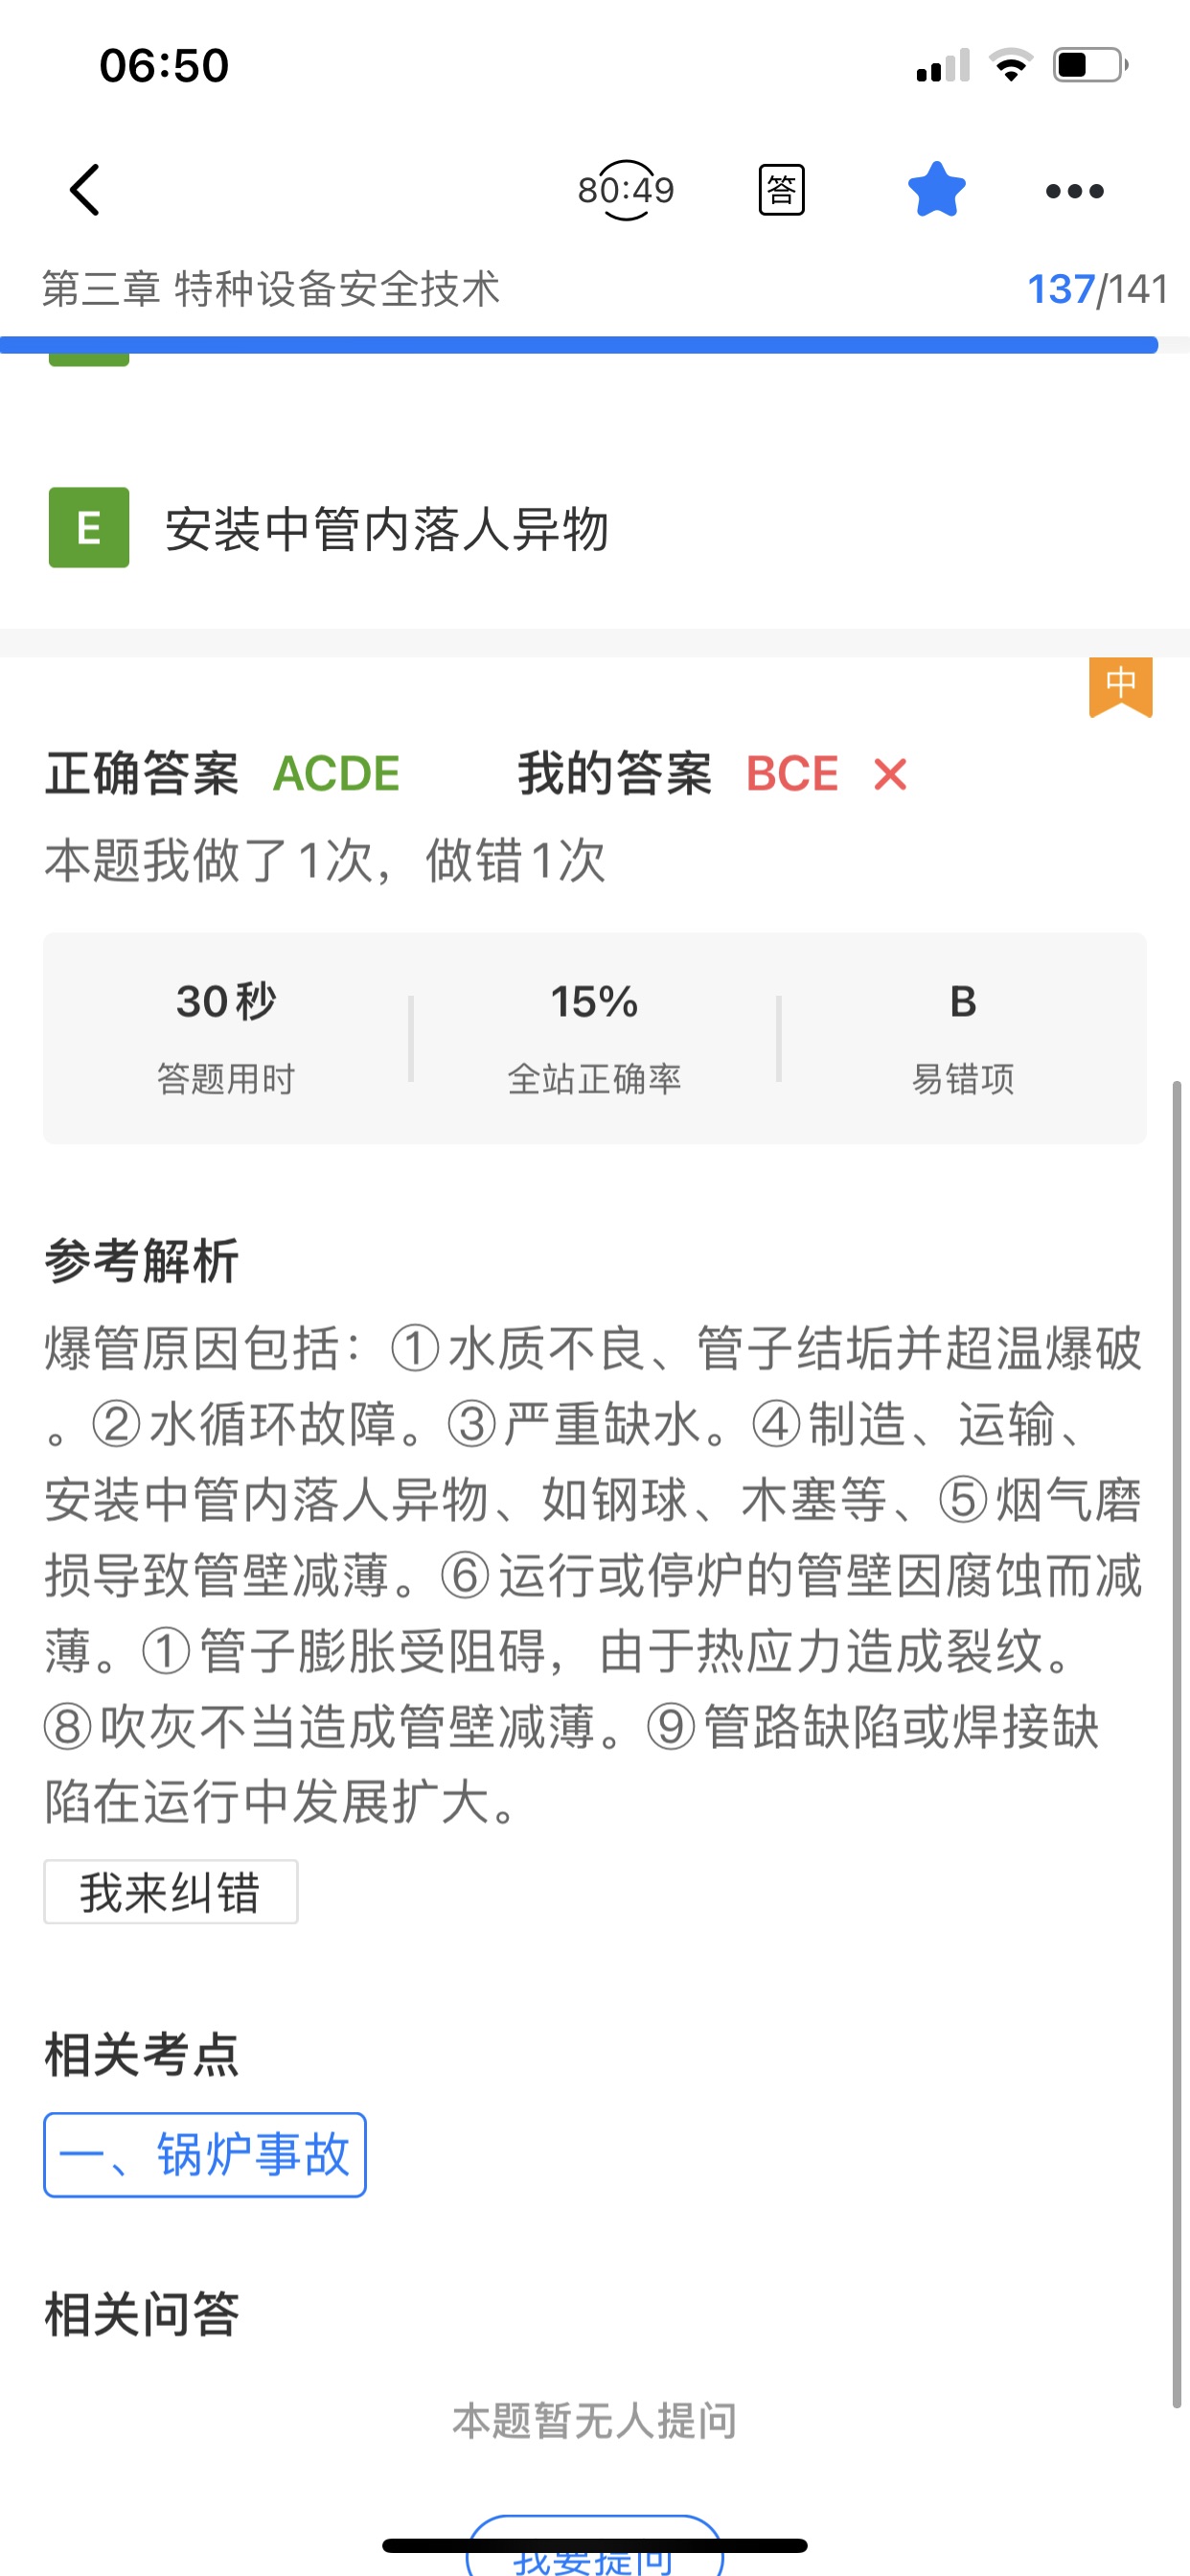 06:50
80:49
答
第三章 特种设备安全技术
137/141
E 安装中管内落人异物
中
正确答案 ACDE 我的答案 BCE ×
本题我做了1次，做错1次
30秒 15% B
答题用时 全站正确率 易错项
参考解析
爆管原因包括：①水质不良、管子结垢并超温爆破
。②水循环故障。③严重缺水。④制造、运输、
安装中管内落人异物、如钢球、木塞等、⑤烟气磨
损导致管壁减薄。⑥运行或停炉的管壁因腐蚀而减
薄。①管子膨胀受阻碍，由于热应力造成裂纹。
⑧吹灰不当造成管壁减薄。⑨管路缺陷或焊接缺
陷在运行中发展扩大。
我来纠错
相关考点
一、锅炉事故
相关问答
本题暂无人提问
我要提问